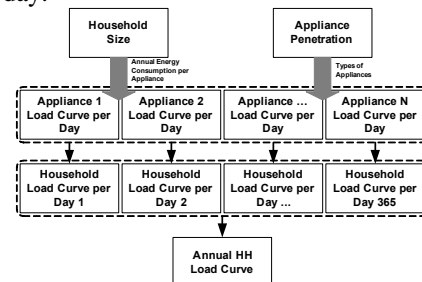 day.
Household
Size
Appliance
Penetration
Annual Energy
Consumption per
Appliance
Types of
Appliances
Appliance 1
Load Curve per
Day
Appliance 2
Load Curve per
Day
Appliance ...
Load Curve per
Day
Appliance N
Load Curve per
Day
Household
Load Curve per
Day 1
Household
Load Curve per
Day 2
Household
Load Curve per
Day ...
Household
Load Curve per
Day 365
Annual HH
Load Curve